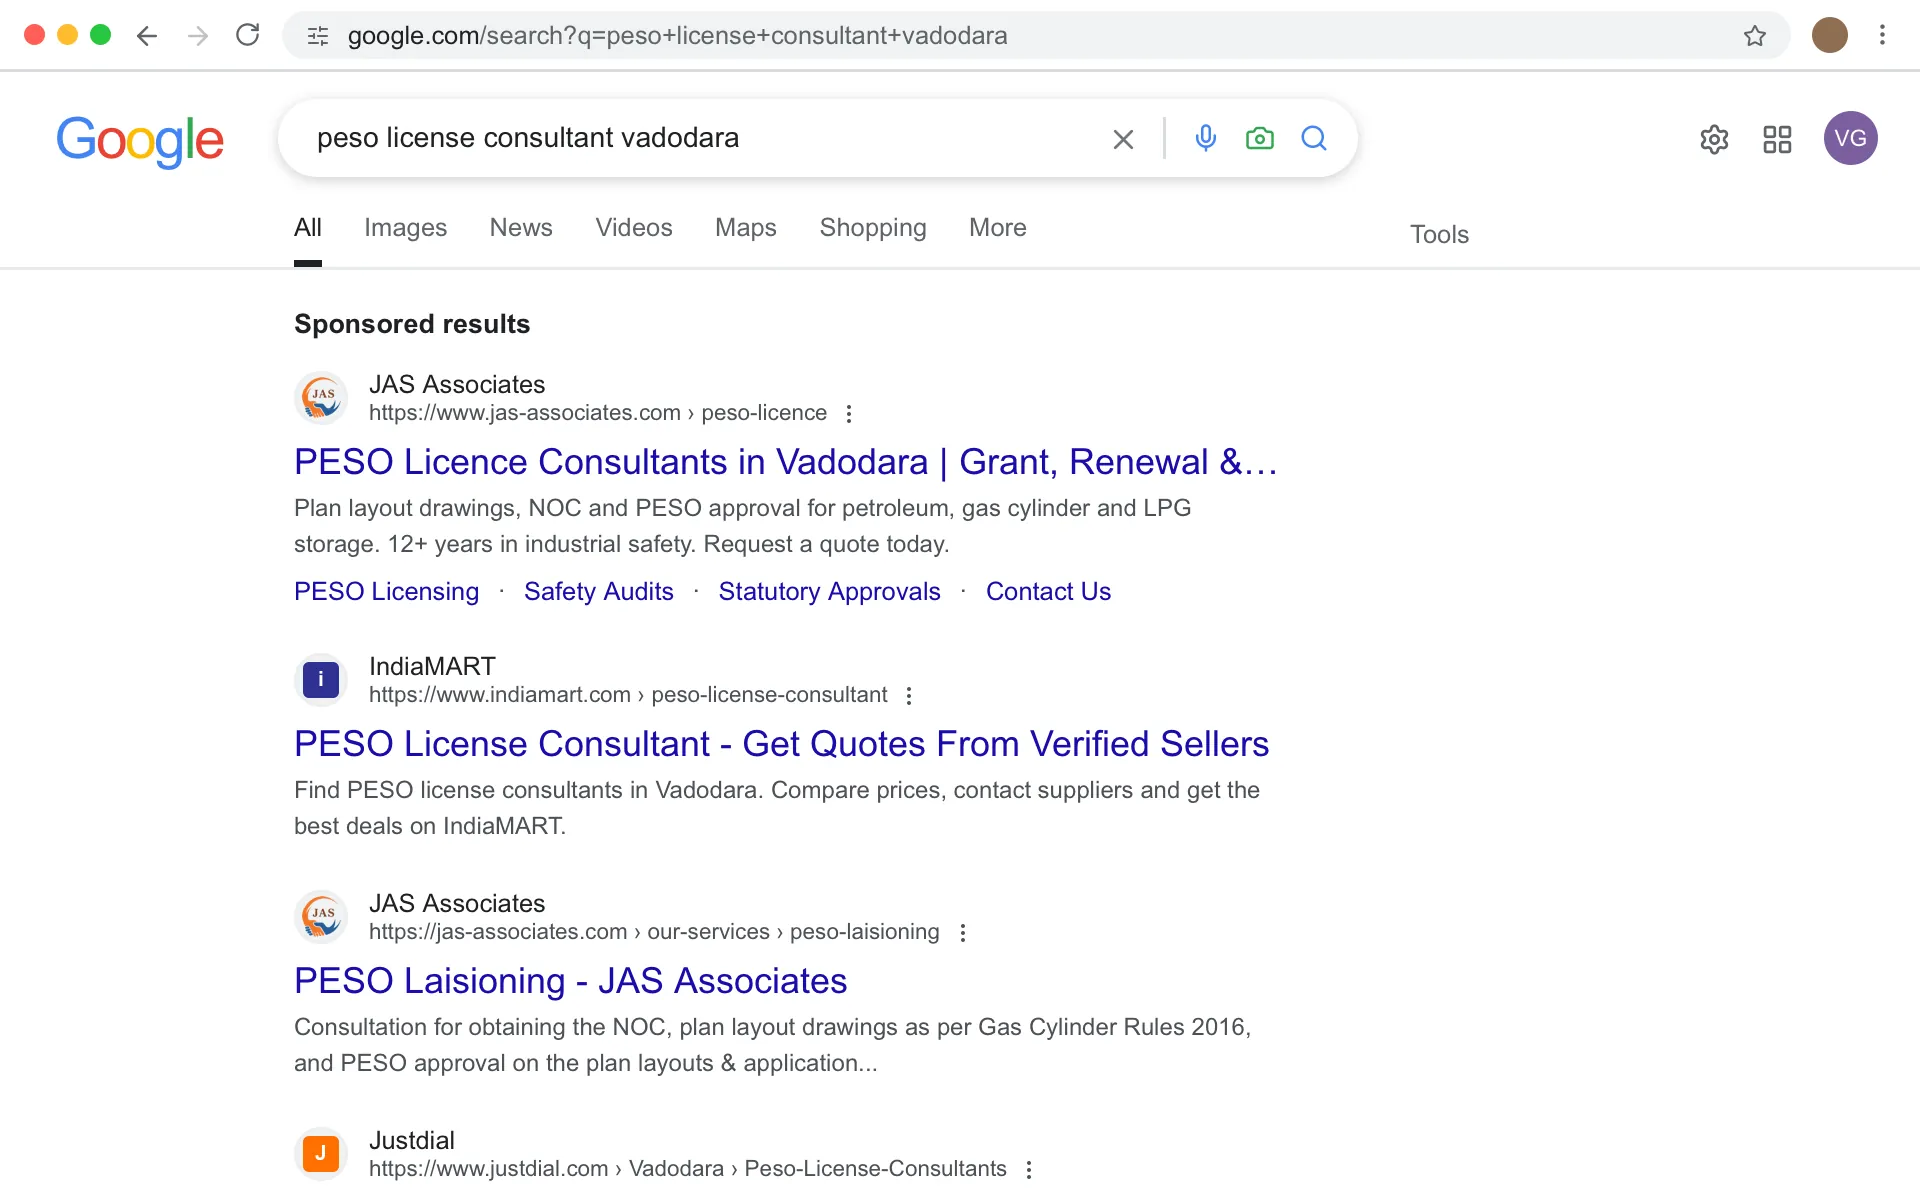 google.com/search?q=peso+license+consultant+vadodara
Google
peso license consultant vadodara
VG
All Images News Videos Maps Shopping More Tools
Sponsored results
JAS
JAS Associates
https://www.jas-associates.com › peso-licence
PESO Licence Consultants in Vadodara | Grant, Renewal &...
Plan layout drawings, NOC and PESO approval for petroleum, gas cylinder and LPG
storage. 12+ years in industrial safety. Request a quote today.
PESO Licensing · Safety Audits · Statutory Approvals · Contact Us
i
IndiaMART
https://www.indiamart.com › peso-license-consultant
PESO License Consultant - Get Quotes From Verified Sellers
Find PESO license consultants in Vadodara. Compare prices, contact suppliers and get the
best deals on IndiaMART.
JAS
JAS Associates
https://jas-associates.com › our-services › peso-laisioning
PESO Laisioning - JAS Associates
Consultation for obtaining the NOC, plan layout drawings as per Gas Cylinder Rules 2016,
and PESO approval on the plan layouts & application...
J
Justdial
https://www.justdial.com › Vadodara › Peso-License-Consultants